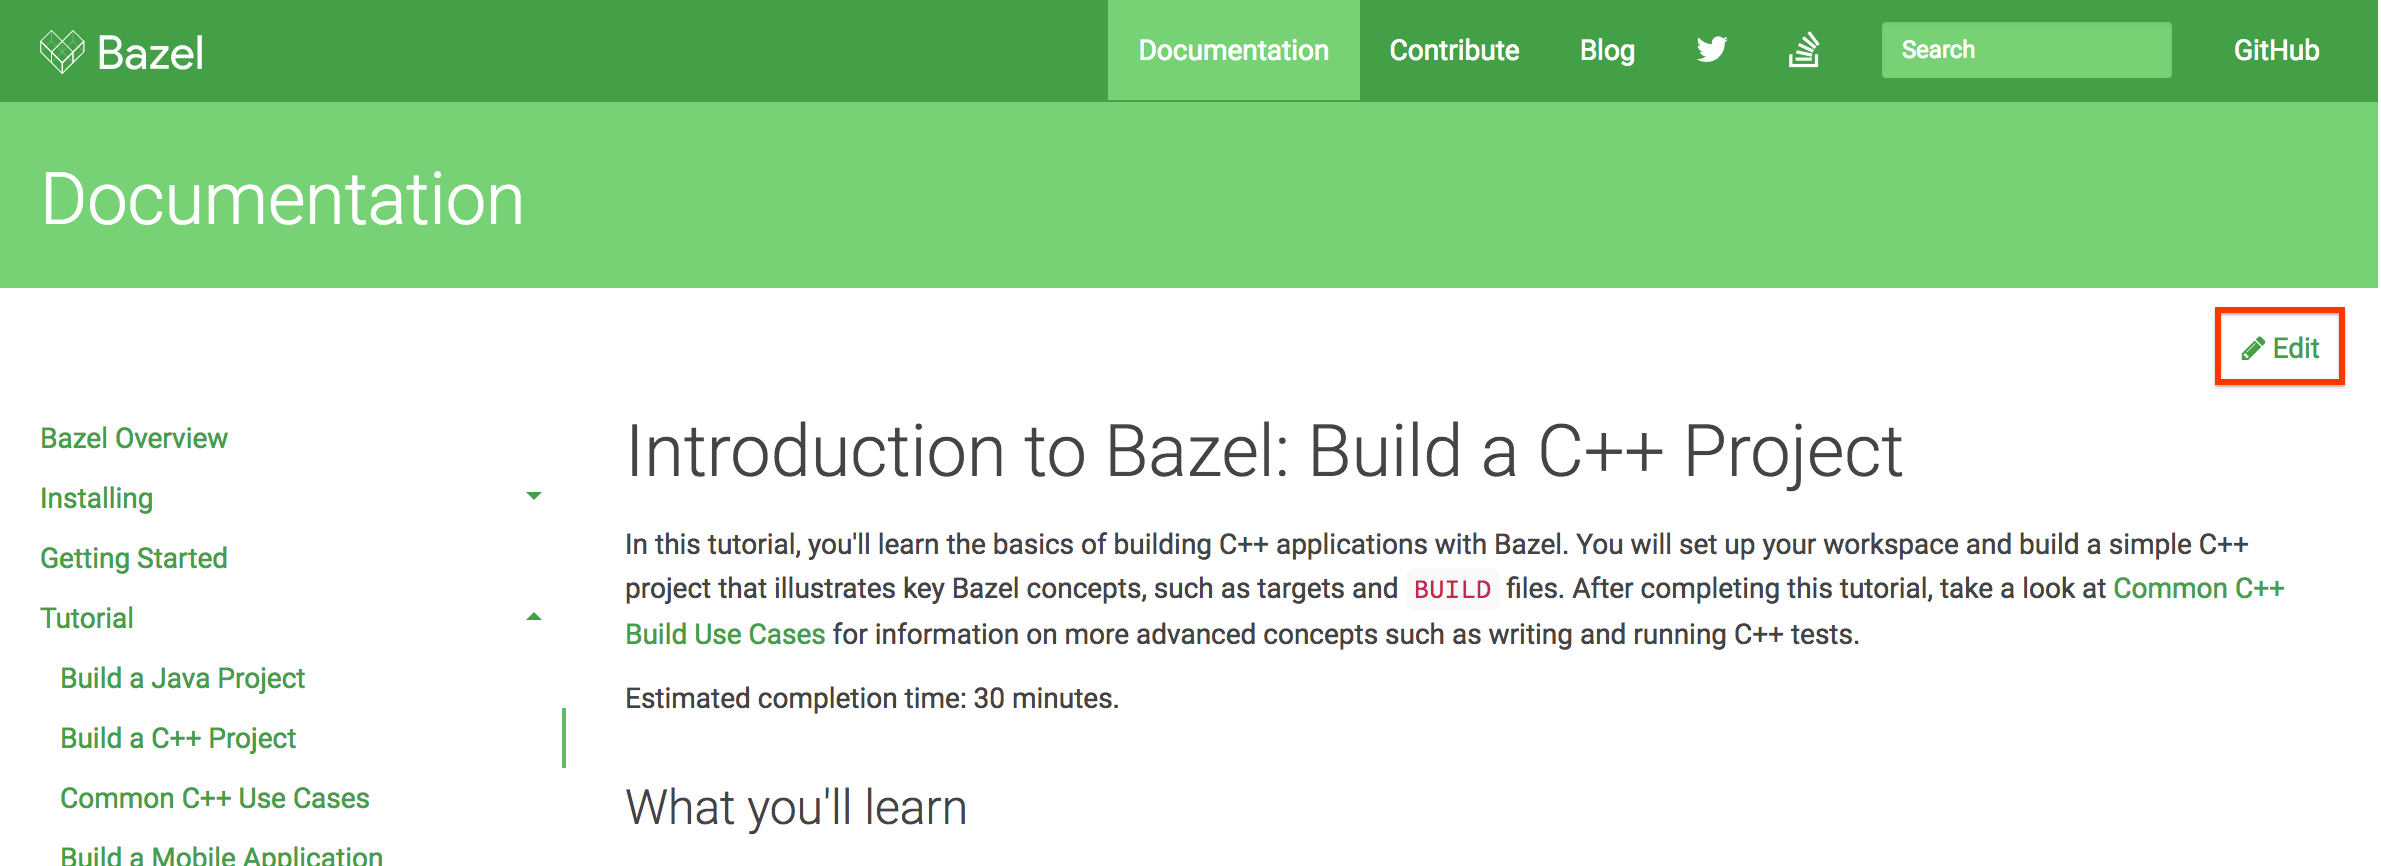 Bazel
Documentation
Contribute
Blog
Search
GitHub
Documentation
Edit
Bazel Overview
Installing
Getting Started
Tutorial
Build a Java Project
Build a C++ Project
Common C++ Use Cases
Build a Mobile Application
Introduction to Bazel: Build a C++ Project
In this tutorial, you'll learn the basics of building C++ applications with Bazel. You will set up your workspace and build a simple C++
project that illustrates key Bazel concepts, such as targets and BUILD files. After completing this tutorial, take a look at Common C++
Build Use Cases for information on more advanced concepts such as writing and running C++ tests.
Estimated completion time: 30 minutes.
What you'll learn